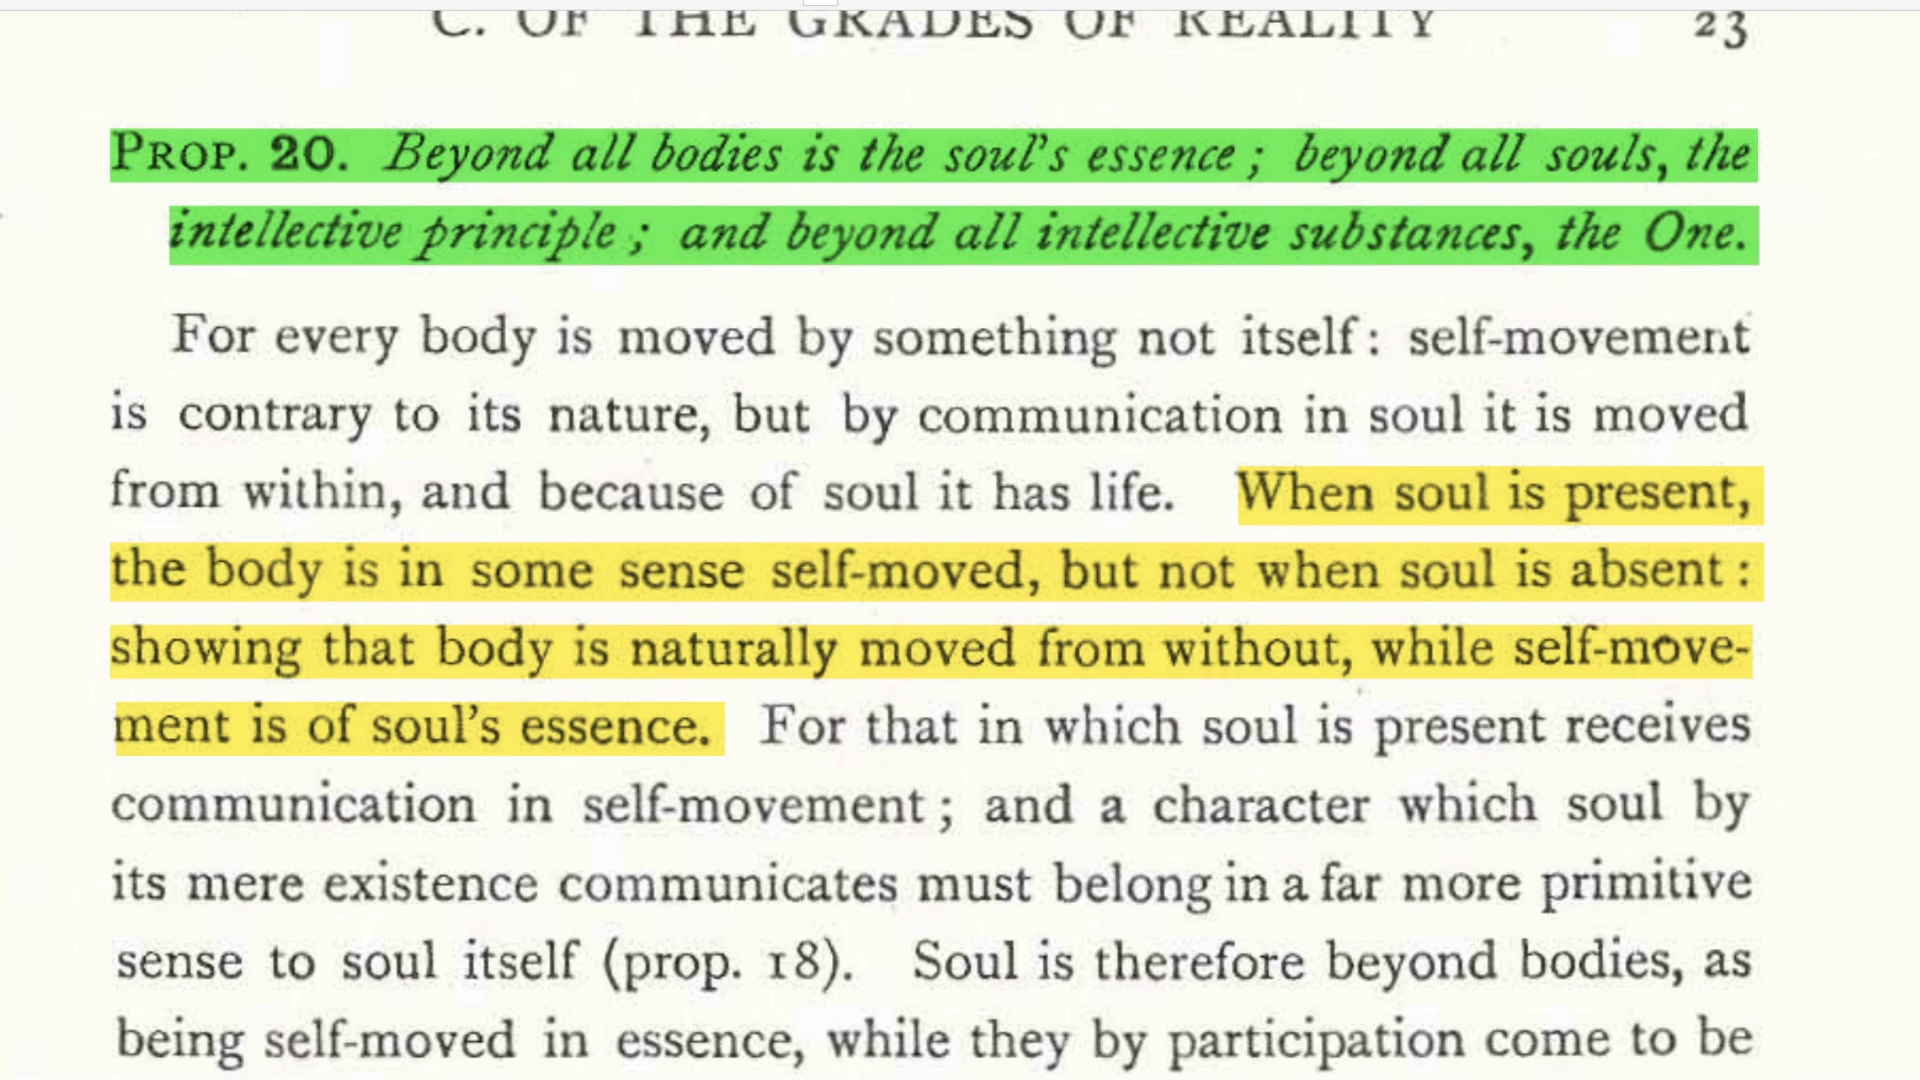 C. OF THE GRADES OF REALITY 23
PROP. 20. Beyond all bodies is the soul's essence; beyond all souls, the
intellective principle; and beyond all intellective substances, the One.
For every body is moved by something not itself: self-movement
is contrary to its nature, but by communication in soul it is moved
from within, and because of soul it has life. When soul is present,
the body is in some sense self-moved, but not when soul is absent:
showing that body is naturally moved from without, while self-move-
ment is of soul's essence. For that in which soul is present receives
communication in self-movement; and a character which soul by
its mere existence communicates must belong in a far more primitive
sense to soul itself (prop. 18). Soul is therefore beyond bodies, as
being self-moved in essence, while they by participation come to be